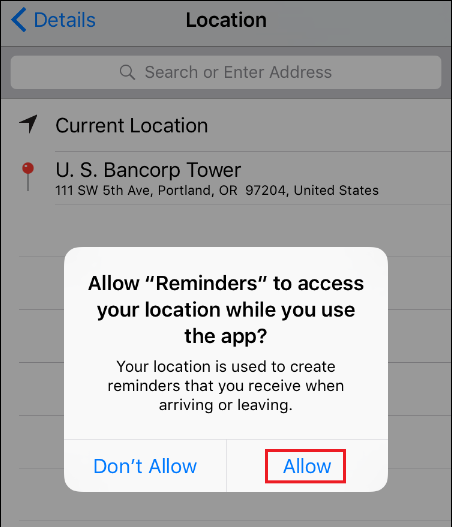 Details
Location
Search or Enter Address
Current Location
U. S. Bancorp Tower
111 SW 5th Ave, Portland, OR  97204, United States
Allow “Reminders” to access
your location while you use
the app?
Your location is used to create
reminders that you receive when
arriving or leaving.
Don’t Allow
Allow